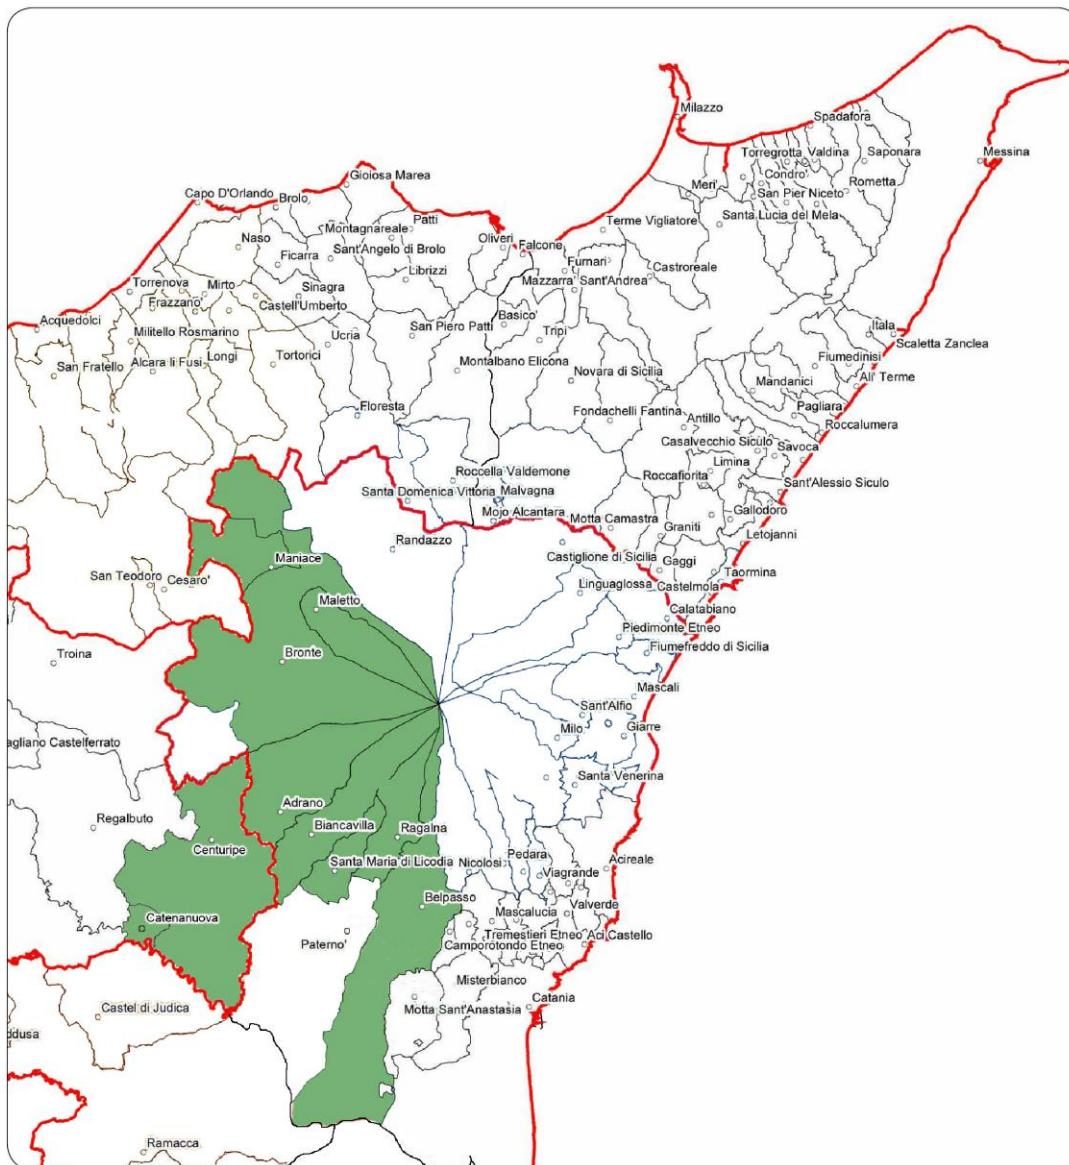 Milazzo
Spadafora
Torregrotta
Valdina
Saponara
Messina
Gioiosa Marea
Condro'
Capo D'Orlando
Brolo
Meri'
San Pier Niceto
Rometta
Patti
Santa Lucia del Mela
Montagnareale
Terme Vigliatore
Naso
Sant'Angelo di Brolo
Oliveri
Falcone
Ficarra
Librizzi
Furnari
Castroreale
Mazzarra' Sant'Andrea
Torrenova
Mirto
Sinagra
Frazzano'
Castell'Umberto
Acquedolci
Militello Rosmarino
Ucria
San Piero Patti
Basico'
Tripi
Itala
Scaletta Zanclea
San Fratello
Alcara li Fusi
Longi
Tortorici
Montalbano Elicona
Novara di Sicilia
Fiumedinisi
Mandanici
Ali' Terme
Floresta
Fondachelli Fantina
Antillo
Pagliara
Roccalumera
Casalvecchio Siculo
Savoca
Roccella Valdemone
Roccafiorita
Limina
Santa Domenica Vittoria
Malvagna
Sant'Alessio Siculo
Mojo Alcantara
Motta Camastra
Graniti
Gallodoro
Randazzo
Letojanni
Castiglione di Sicilia
Gaggi
Maniace
San Teodoro
Cesaro'
Linguaglossa
Castelmola
Taormina
Maletto
Calatabiano
Piedimonte Etneo
Troina
Bronte
Fiumefreddo di Sicilia
Mascali
Sant'Alfio
agliano Castelferrato
Milo
Giarre
Santa Venerina
Regalbuto
Adrano
Centuripe
Biancavilla
Ragalna
Santa Maria di Licodia
Nicolosi
Pedara
Acireale
Viagrande
Belpasso
Catenanuova
Mascalucia
Valverde
Paterno'
Tremestieri Etneo
Aci Castello
Camporotondo Etneo
Misterbianco
Castel di Judica
Motta Sant'Anastasia
Catania
ddusa
Ramacca